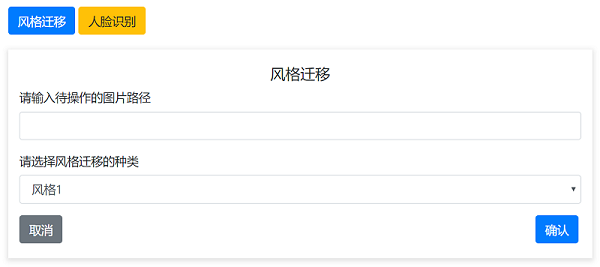 风格迁移 人脸识别
风格迁移
请输入待操作的图片路径
请选择风格迁移的种类
风格1
取消 确认